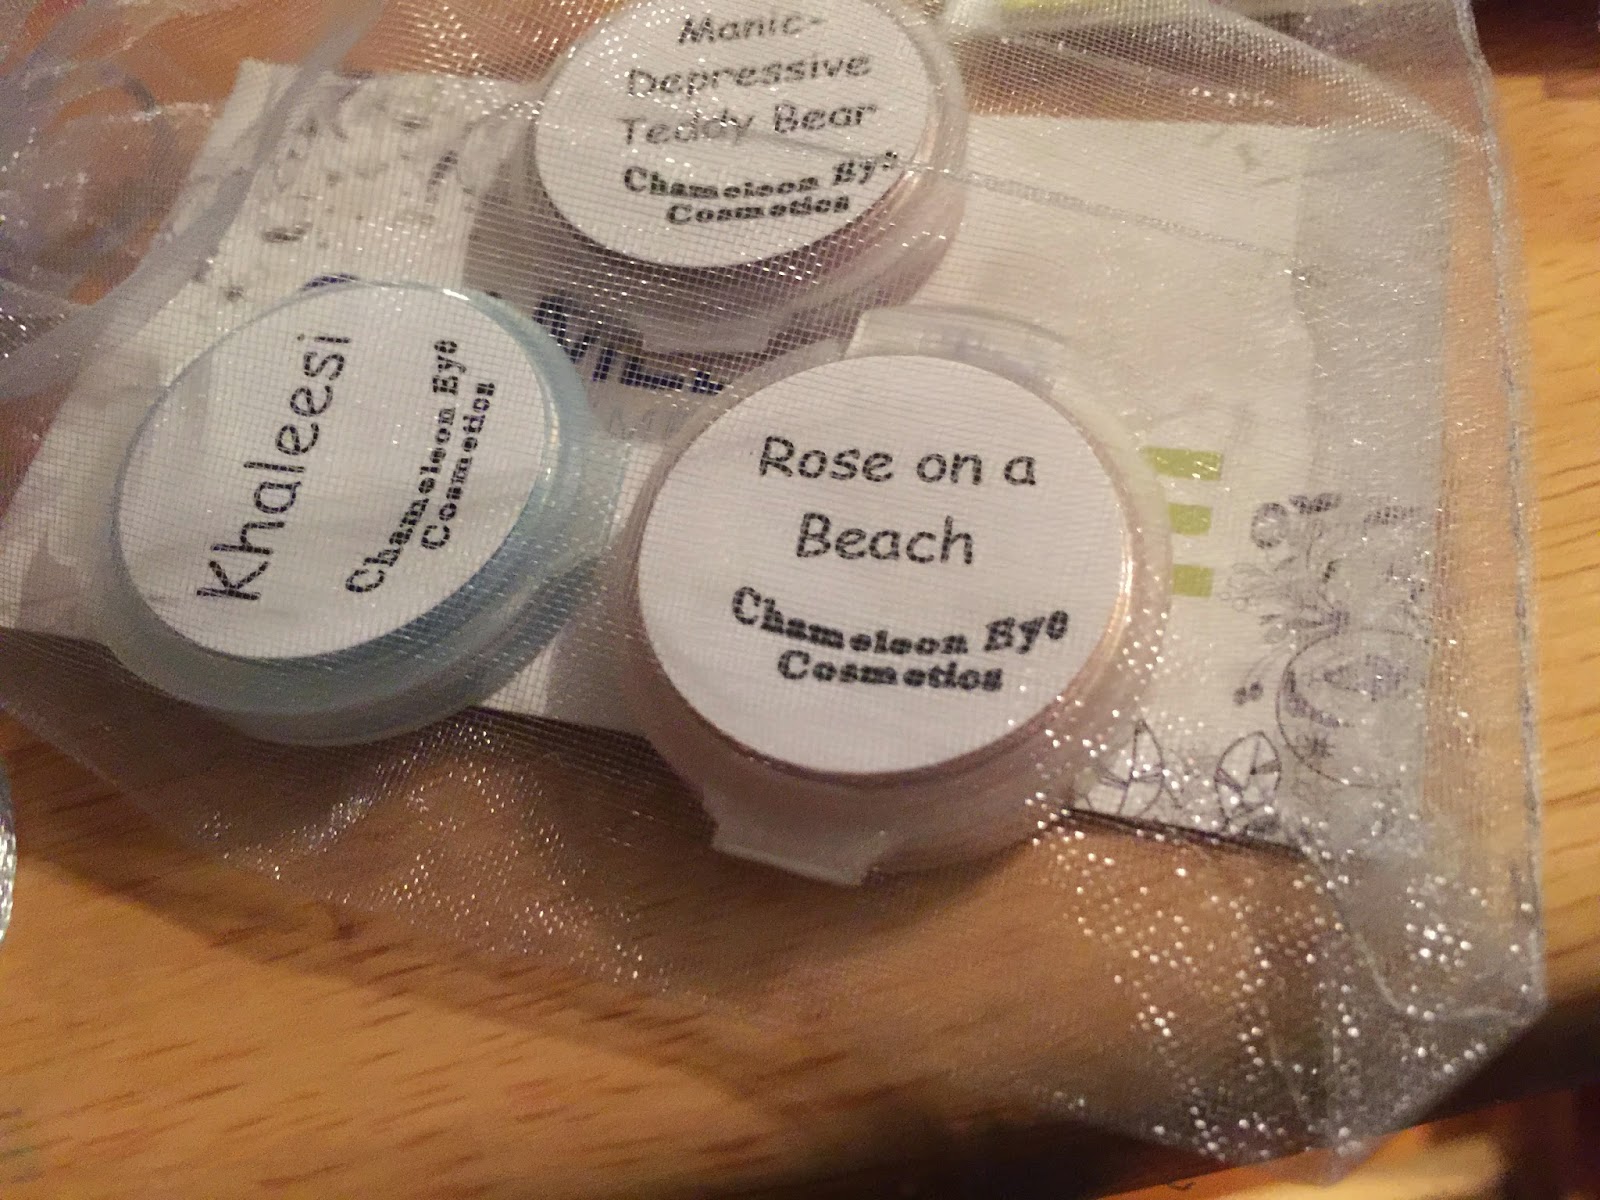 Manic-
Depressive
Teddy Bear
Chameleon Eye
Cosmetics
Khaleesi
Chameleon Eye
Cosmetics
Rose on a
Beach
Chameleon Eye
Cosmetics